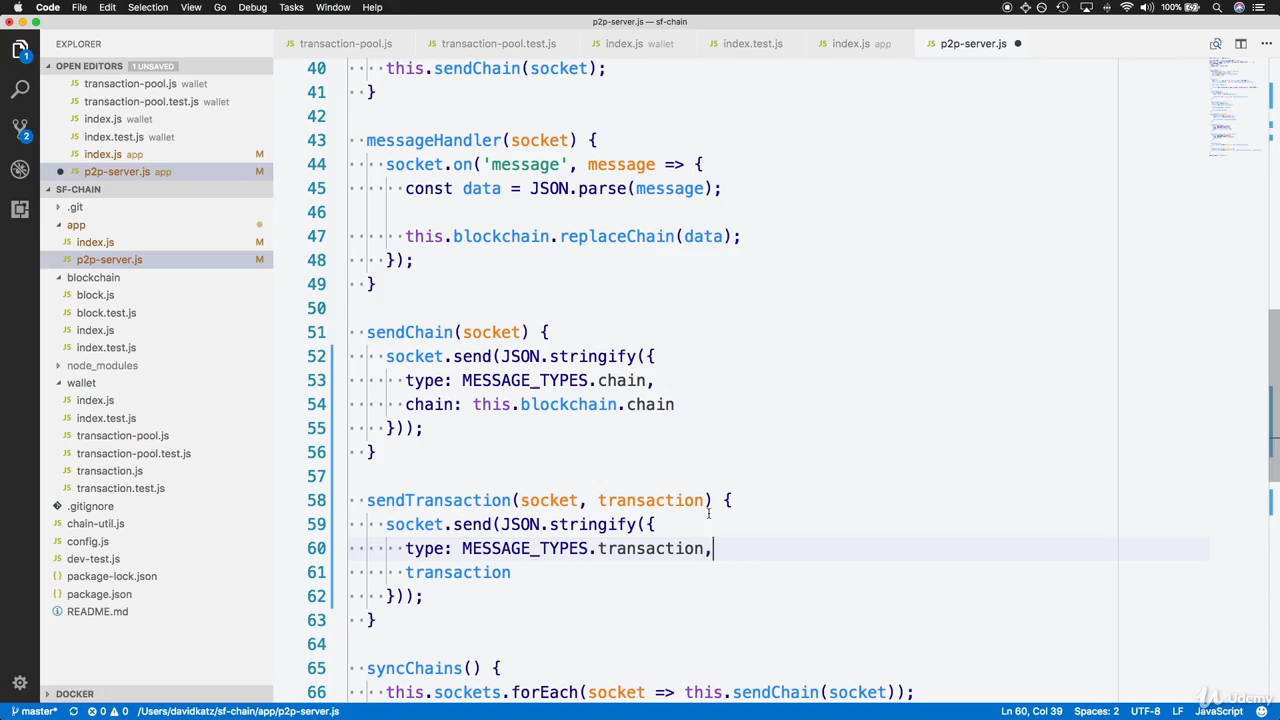 Code File Edit Selection View Go Debug Tasks Window Help 100%
p2p-server.js — sf-chain
EXPLORER
transaction-pool.js transaction-pool.test.js index.js wallet index.test.js index.js app p2p-server.js
OPEN EDITORS 1 UNSAVED
transaction-pool.js wallet
transaction-pool.test.js wallet
index.js wallet
index.test.js wallet
index.js app M
p2p-server.js app M
SF-CHAIN
.git
app
index.js M
p2p-server.js M
blockchain
block.js
block.test.js
index.js
index.test.js
node_modules
wallet
index.js
index.test.js
transaction-pool.js
transaction-pool.test.js
transaction.js
transaction.test.js
.gitignore
chain-util.js
config.js
dev-test.js
package-lock.json
package.json
README.md
DOCKER
1
2
40 this.sendChain(socket);
41 }
42
43 messageHandler(socket) {
44 socket.on('message', message => {
45 const data = JSON.parse(message);
46
47 this.blockchain.replaceChain(data);
48 });
49 }
50
51 sendChain(socket) {
52 socket.send(JSON.stringify({
53 type: MESSAGE_TYPES.chain,
54 chain: this.blockchain.chain
55 }));
56 }
57
58 sendTransaction(socket, transaction) {
59 socket.send(JSON.stringify({
60 type: MESSAGE_TYPES.transaction,
61 transaction
62 }));
63 }
64
65 syncChains() {
66 this.sockets.forEach(socket => this.sendChain(socket));
Udemy
master* 0 0 /Users/davidkatz/sf-chain/app/p2p-server.js Ln 60, Col 39 Spaces: 2 UTF-8 LF JavaScript